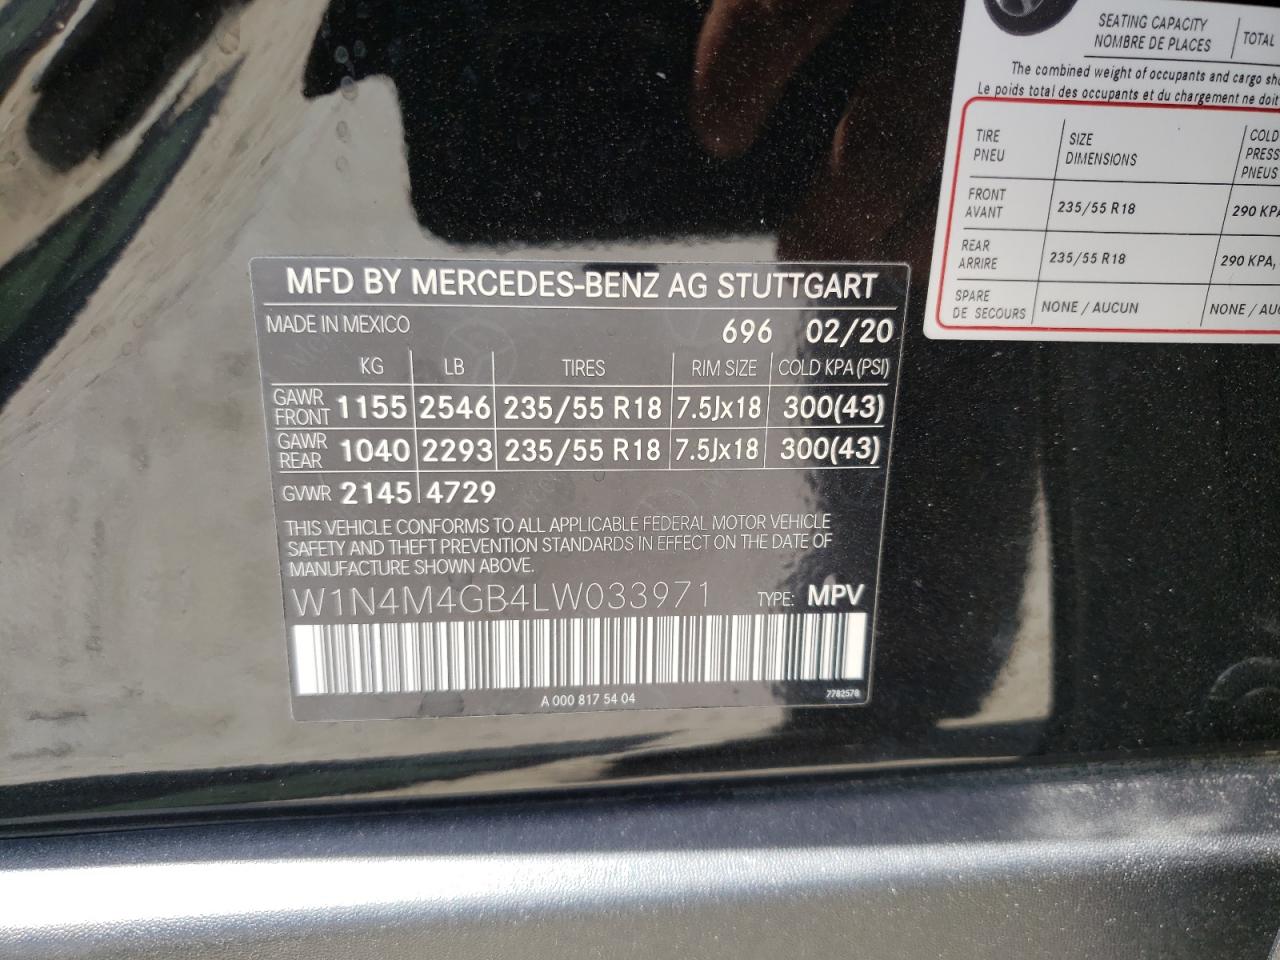 MFD BY MERCEDES-BENZ AG STUTTGART
MADE IN MEXICO 696 02/20
KG LB TIRES RIM SIZE COLD KPA (PSI)
GAWR FRONT 1155 2546 235/55 R18 7.5Jx18 300(43)
GAWR REAR 1040 2293 235/55 R18 7.5Jx18 300(43)
GVWR 2145 4729
THIS VEHICLE CONFORMS TO ALL APPLICABLE FEDERAL MOTOR VEHICLE
SAFETY AND THEFT PREVENTION STANDARDS IN EFFECT ON THE DATE OF
MANUFACTURE SHOWN ABOVE.
W1N4M4GB4LW033971 TYPE: MPV
A 000 817 54 04 7782578
SEATING CAPACITY
NOMBRE DE PLACES TOTAL
The combined weight of occupants and cargo
Le poids total des occupants et du chargement ne doit
TIRE SIZE COLD
PNEU DIMENSIONS PRESS
PNEUS
FRONT
AVANT 235/55 R18 290 KPA
REAR
ARRIERE 235/55 R18 290 KPA,
SPARE
DE SECOURS NONE / AUCUN NONE /